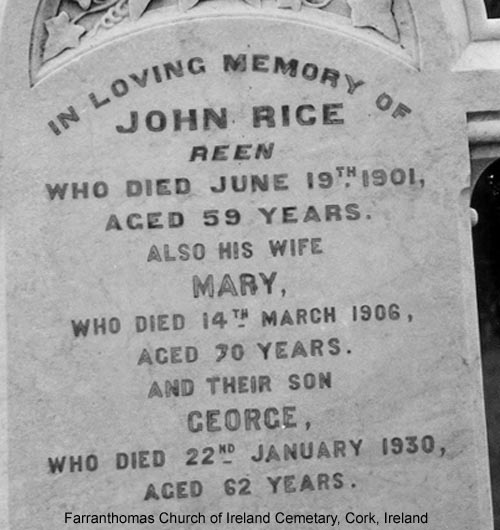 IN LOVING MEMORY OF
JOHN RICE
REEN
WHO DIED JUNE 19TH 1901,
AGED 59 YEARS.
ALSO HIS WIFE
MARY,
WHO DIED 14TH MARCH 1906,
AGED 70 YEARS.
AND THEIR SON
GEORGE,
WHO DIED 22ND JANUARY 1930,
AGED 62 YEARS.
Farranthomas Church of Ireland Cemetary, Cork, Ireland